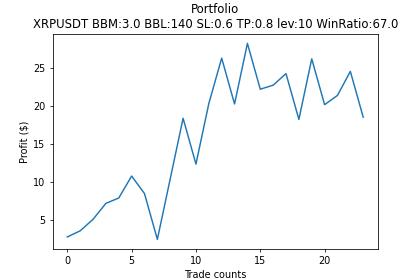 Portfolio
XRPUSDT BBM:3.0 BBL:140 SL:0.6 TP:0.8 lev:10 WinRatio:67.0
25
20
15
10
5
Profit ($)
0 5 10 15 20
Trade counts